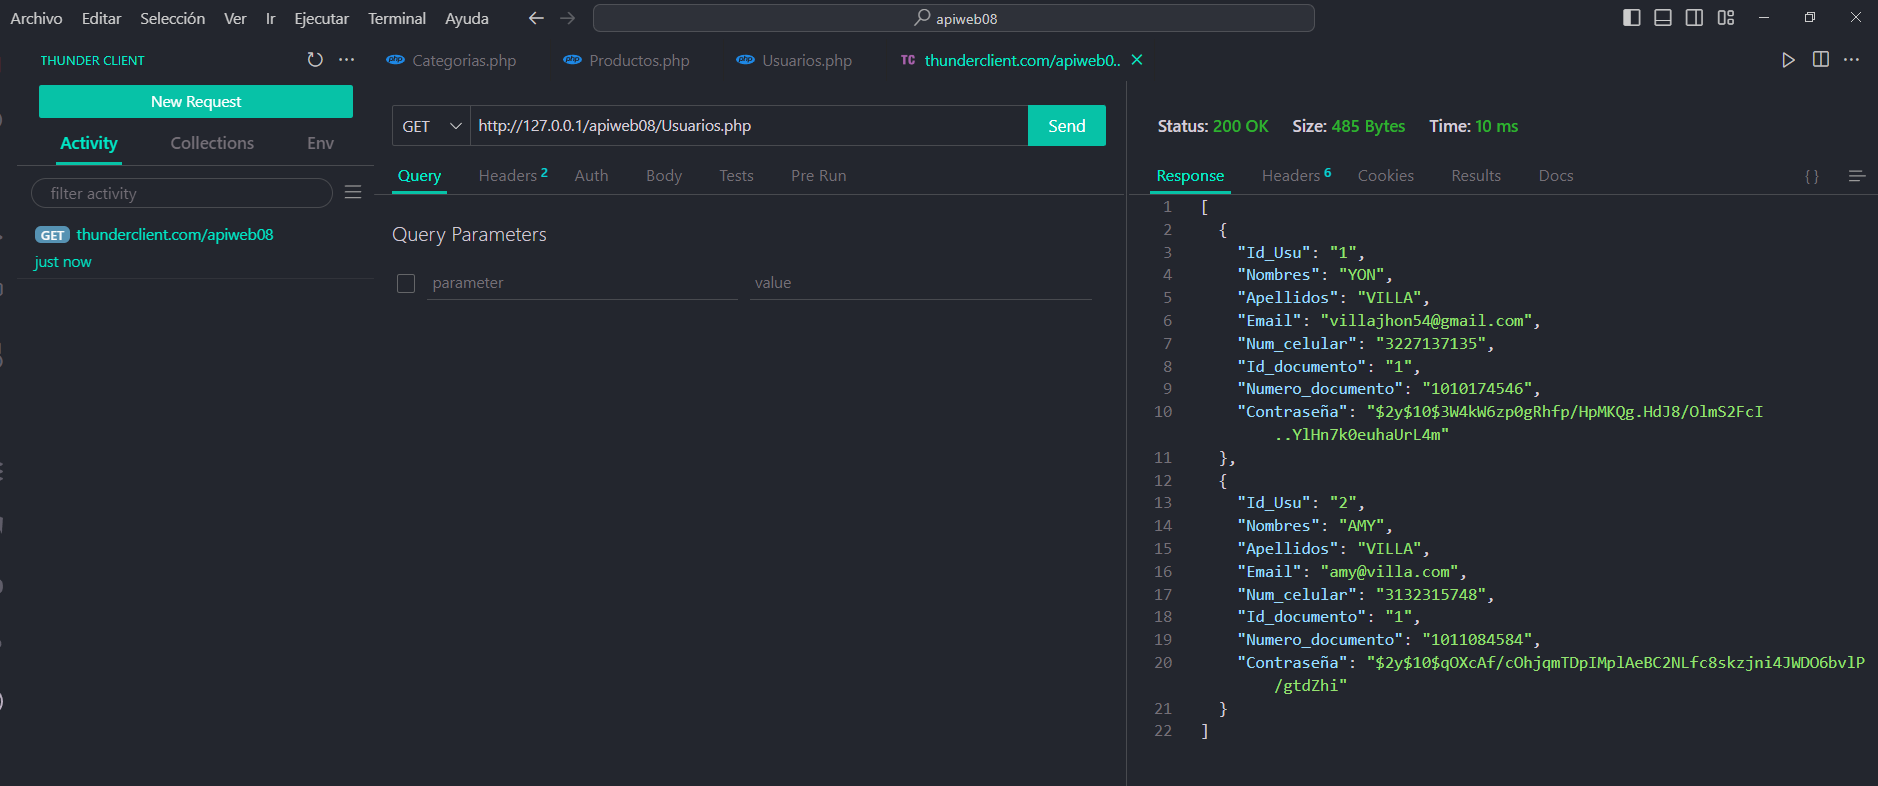 Archivo Editar Selección Ver Ir Ejecutar Terminal Ayuda
apiweb08
THUNDER CLIENT
New Request
Activity Collections Env
filter activity
GET thunderclient.com/apiweb08
just now
php Categorias.php php Productos.php php Usuarios.php TC thunderclient.com/apiweb0..
GET http://127.0.0.1/apiweb08/Usuarios.php Send
Query Headers 2 Auth Body Tests Pre Run
Query Parameters
parameter value
Status: 200 OK Size: 485 Bytes Time: 10 ms
Response Headers 6 Cookies Results Docs { }
1 [
2 {
3 "Id_Usu": "1",
4 "Nombres": "YON",
5 "Apellidos": "VILLA",
6 "Email": "villajhon54@gmail.com",
7 "Num_celular": "3227137135",
8 "Id_documento": "1",
9 "Numero_documento": "1010174546",
10 "Contraseña": "$2y$10$3W4kW6zp0gRhfp/HpMKQg.HdJ8/OlmS2FcI
..YlHn7k0euhaUrL4m"
11 },
12 {
13 "Id_Usu": "2",
14 "Nombres": "AMY",
15 "Apellidos": "VILLA",
16 "Email": "amy@villa.com",
17 "Num_celular": "3132315748",
18 "Id_documento": "1",
19 "Numero_documento": "1011084584",
20 "Contraseña": "$2y$10$qOXcAf/cOhjqmTDpIMplAeBC2NLfc8skzjni4JWDO6bvlP
/gtdZhi"
21 }
22 ]